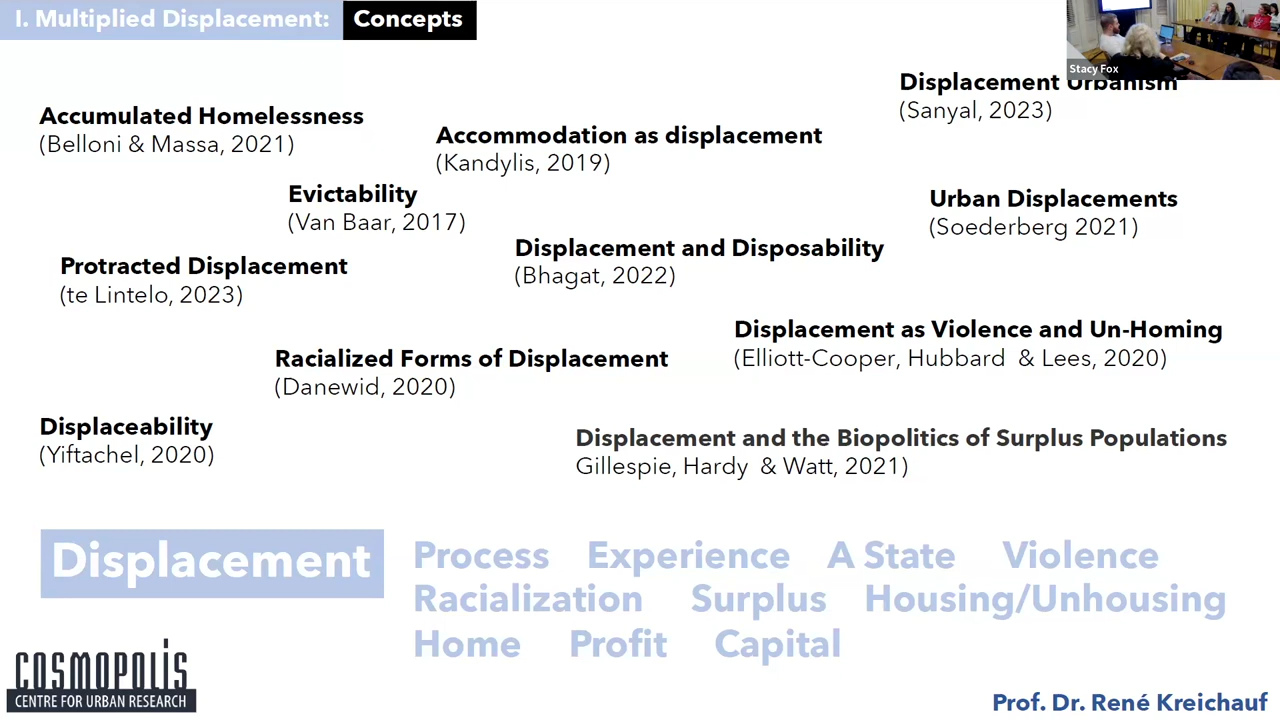 I. Multiplied Displacement: Concepts
Stacy Fox
Displacement Urbanism
(Sanyal, 2023)
Accumulated Homelessness
(Belloni & Massa, 2021)
Accommodation as displacement
(Kandylis, 2019)
Evictability
(Van Baar, 2017)
Urban Displacements
(Soederberg 2021)
Displacement and Disposability
(Bhagat, 2022)
Protracted Displacement
(te Lintelo, 2023)
Displacement as Violence and Un-Homing
(Elliott-Cooper, Hubbard & Lees, 2020)
Racialized Forms of Displacement
(Danewid, 2020)
Displaceability
(Yiftachel, 2020)
Displacement and the Biopolitics of Surplus Populations
Gillespie, Hardy & Watt, 2021)
Displacement
Process Experience A State Violence
Racialization Surplus Housing/Unhousing
Home Profit Capital
COSMOPOLIS
CENTRE FOR URBAN RESEARCH
Prof. Dr. René Kreichauf